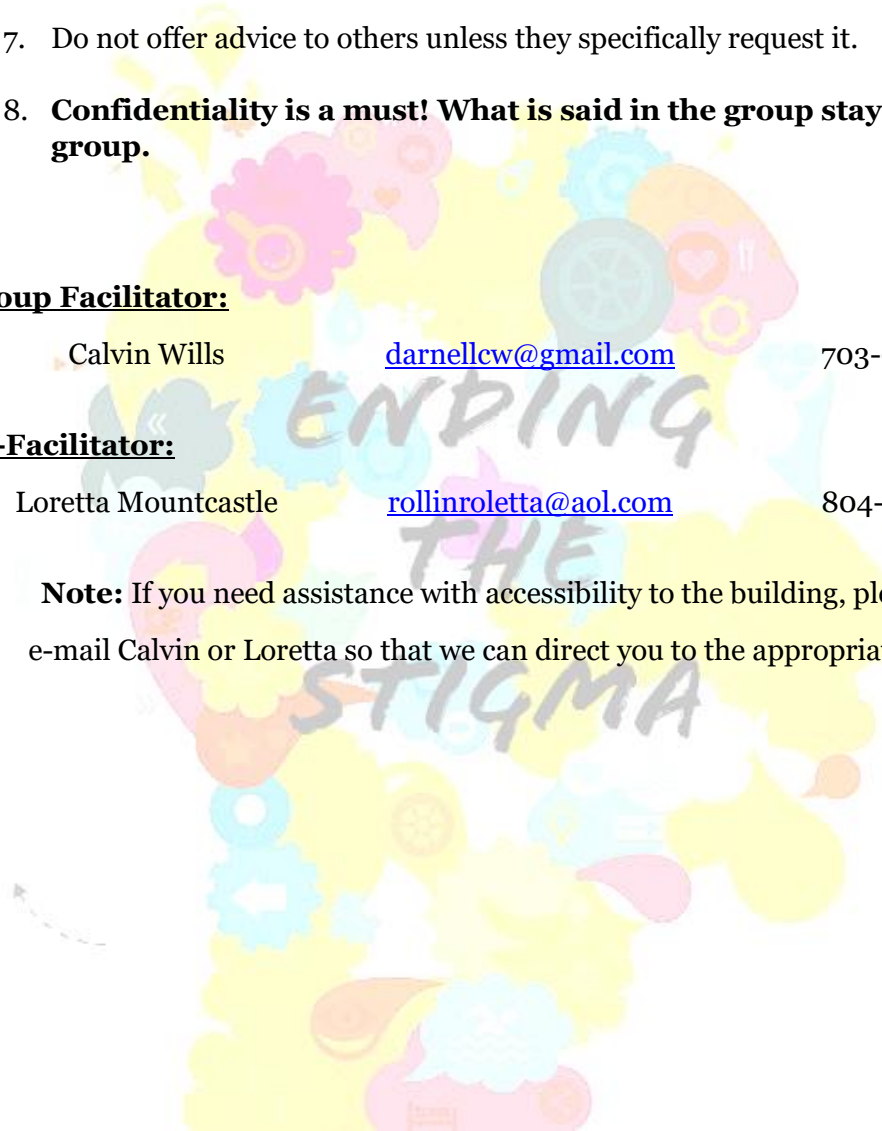 7. Do not offer advice to others unless they specifically request it.
8. Confidentiality is a must! What is said in the group stay
group.
oup Facilitator:
Calvin Wills darnellcw@gmail.com 703-
-Facilitator:
Loretta Mountcastle rollinroletta@aol.com 804-
Note: If you need assistance with accessibility to the building, ple
e-mail Calvin or Loretta so that we can direct you to the appropriat
ENDING
THE
STIGMA